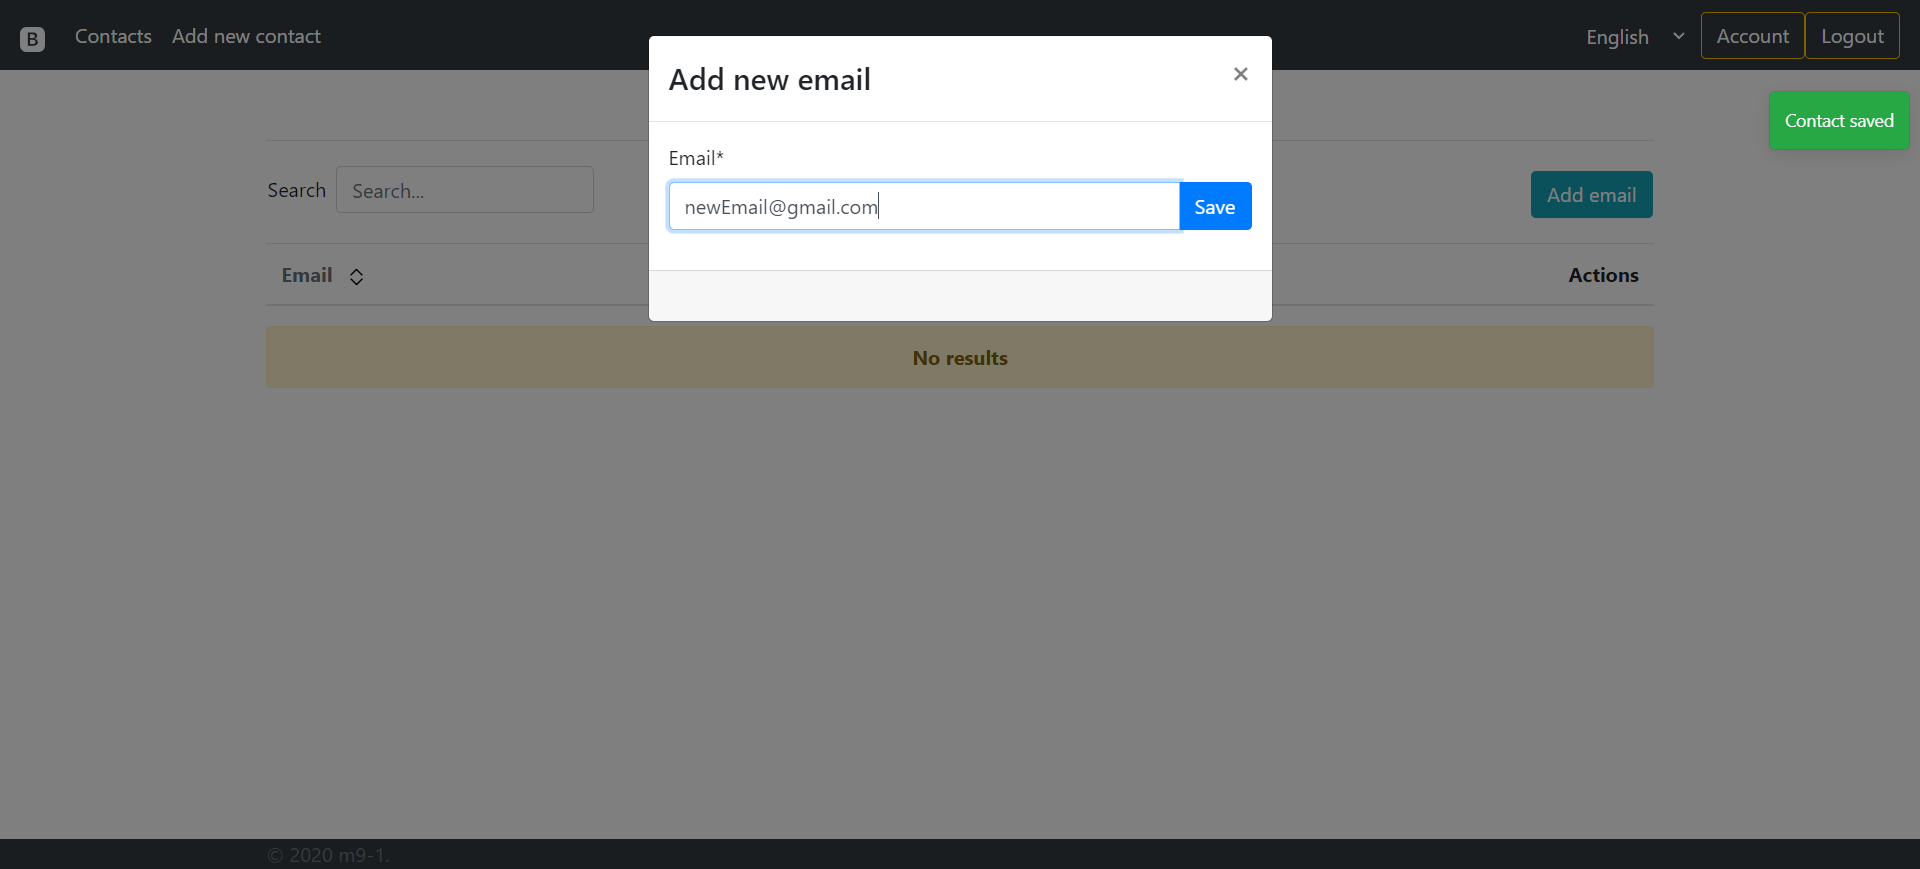 B Contacts Add new contact English Account Logout
Add new email ×
Contact saved
Email*
Search Search... newEmail@gmail.com Save Add email
Email Actions
No results
© 2020 m9-1.